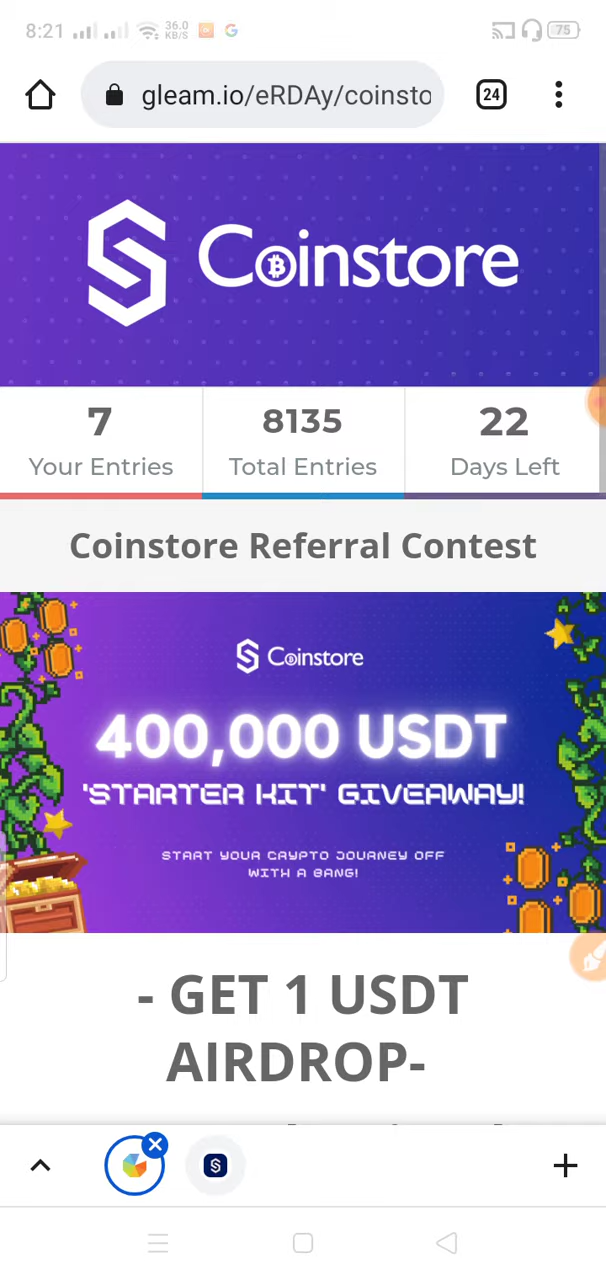 8:21
36.0
KB/S
G
75
gleam.io/eRDAy/coinsto
24
Coinstore
7
8135
22
Your Entries
Total Entries
Days Left
Coinstore Referral Contest
Coinstore
400,000 USDT
'STARTER KIT' GIVEAWAY!
START YOUR CRYPTO JOURNEY OFF
WITH A BANG!
- GET 1 USDT
AIRDROP-